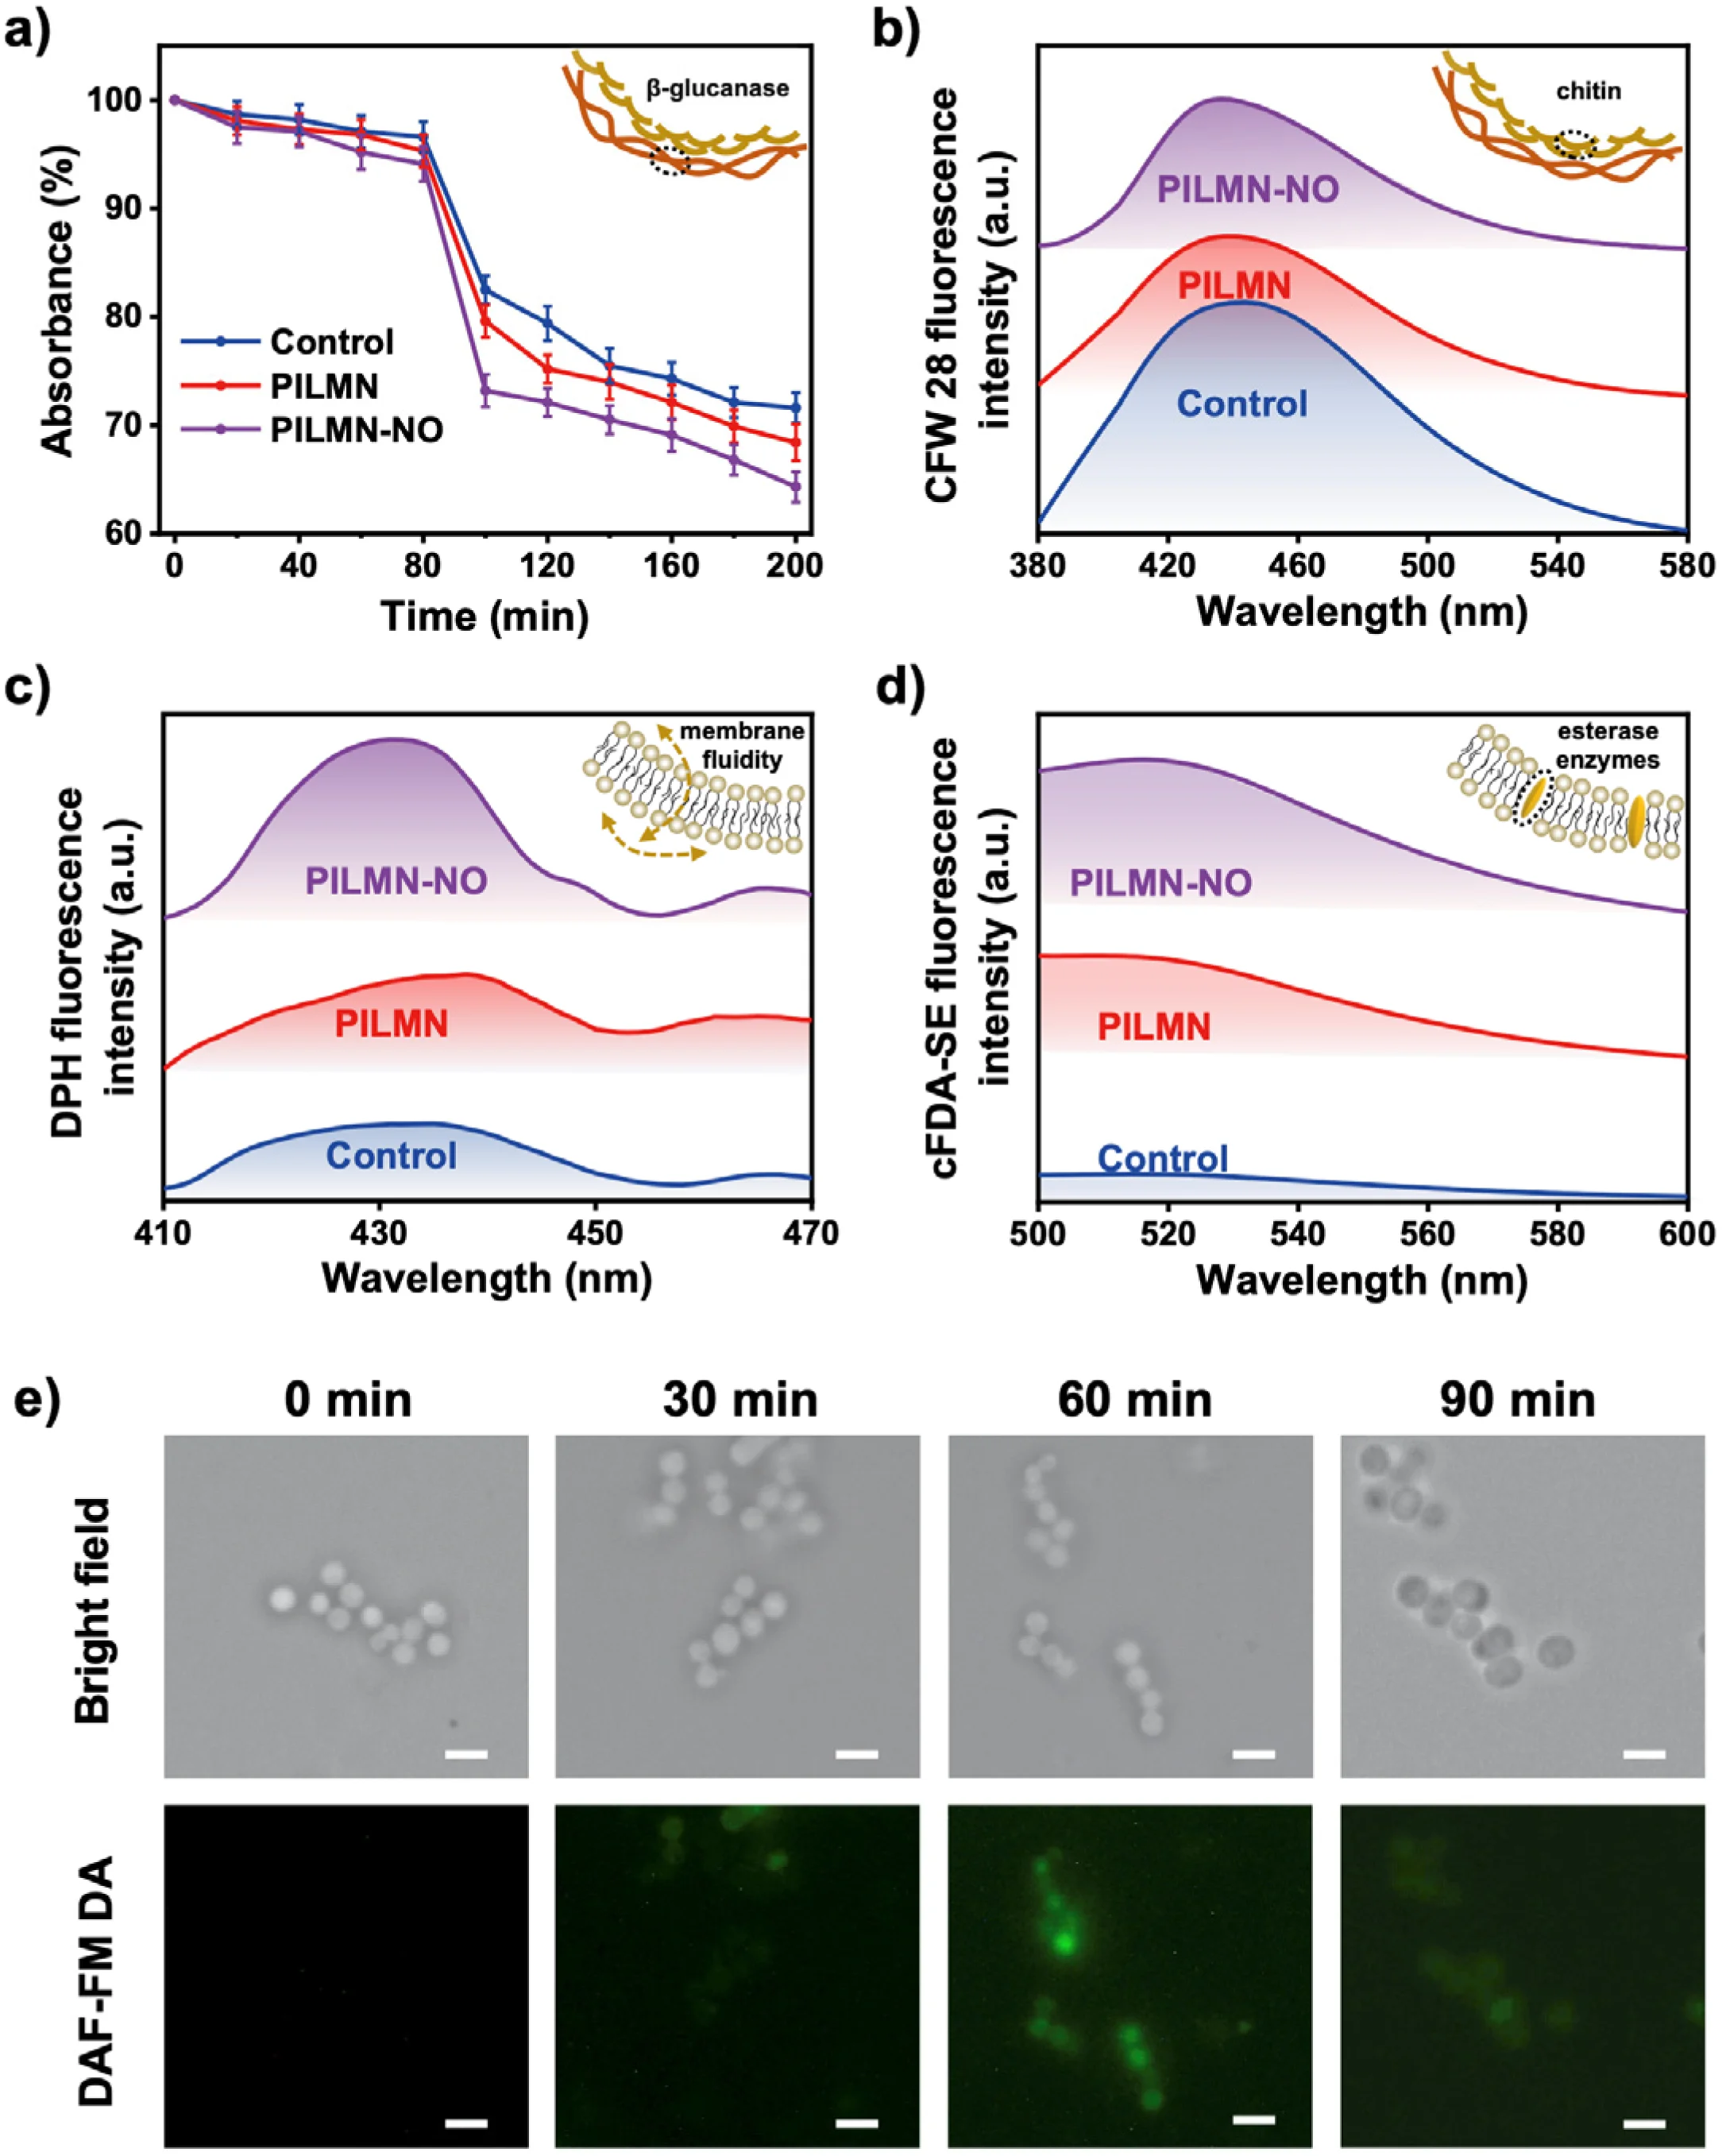 a)
Absorbance (%)
100
90
80
70
60
β-glucanase
Control
PILMN
PILMN-NO
0 40 80 120 160 200
Time (min)
b)
CFW 28 fluorescence
intensity (a.u.)
chitin
PILMN-NO
PILMN
Control
380 420 460 500 540 580
Wavelength (nm)
c)
DPH fluorescence
intensity (a.u.)
membrane
fluidity
PILMN-NO
PILMN
Control
410 430 450 470
Wavelength (nm)
d)
cFDA-SE fluorescence
intensity (a.u.)
esterase
enzymes
PILMN-NO
PILMN
Control
500 520 540 560 580 600
Wavelength (nm)
e)
0 min 30 min 60 min 90 min
Bright field
DAF-FM DA